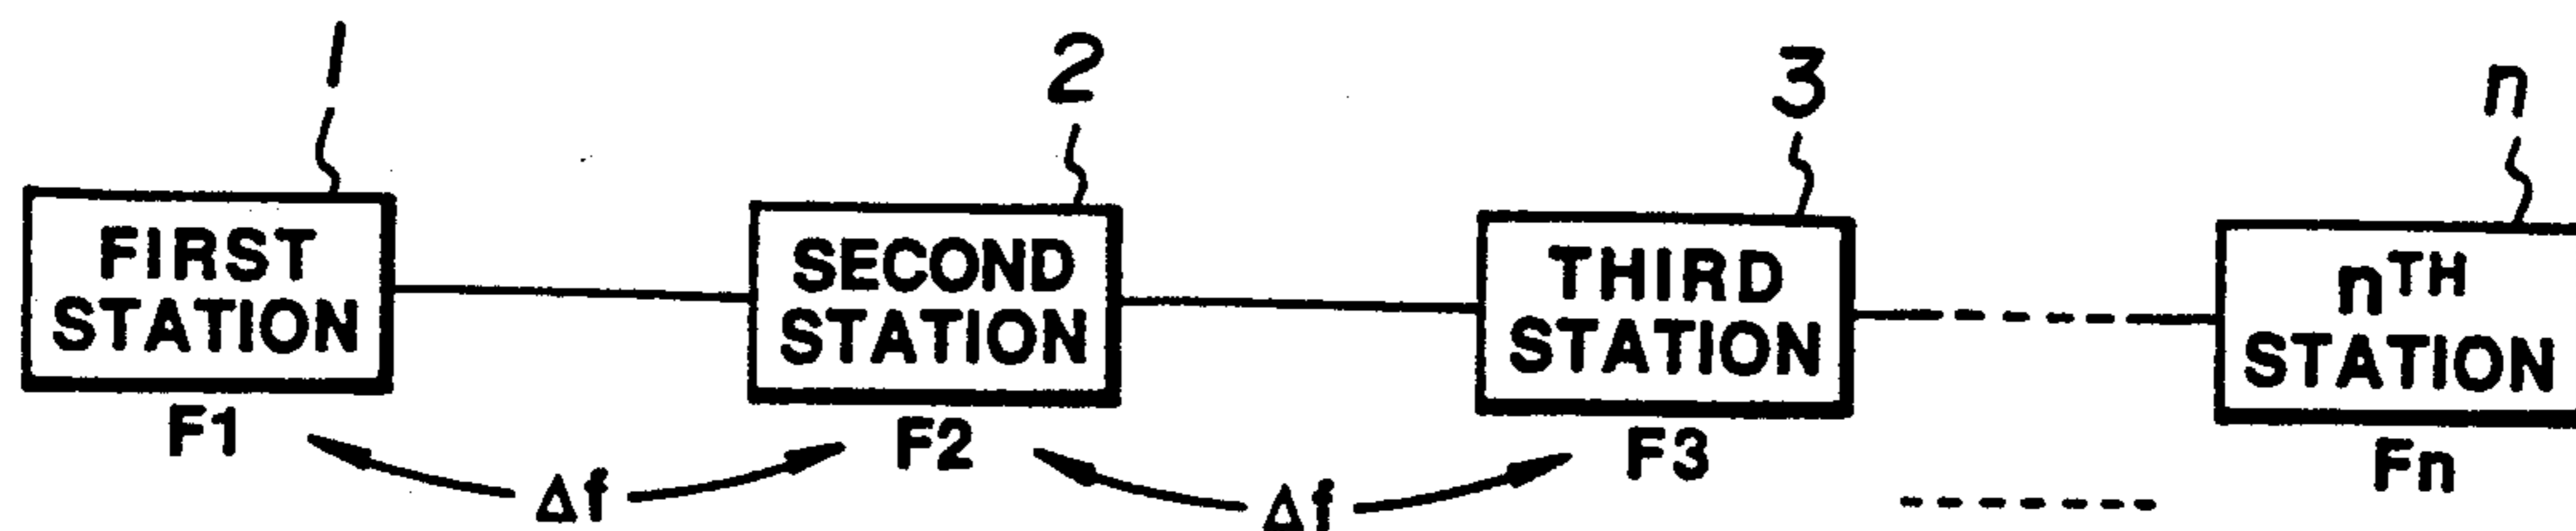 1 2 3 n
FIRST STATION
SECOND STATION
THIRD STATION
nTH STATION
F1 F2 F3 Fn
Δf Δf